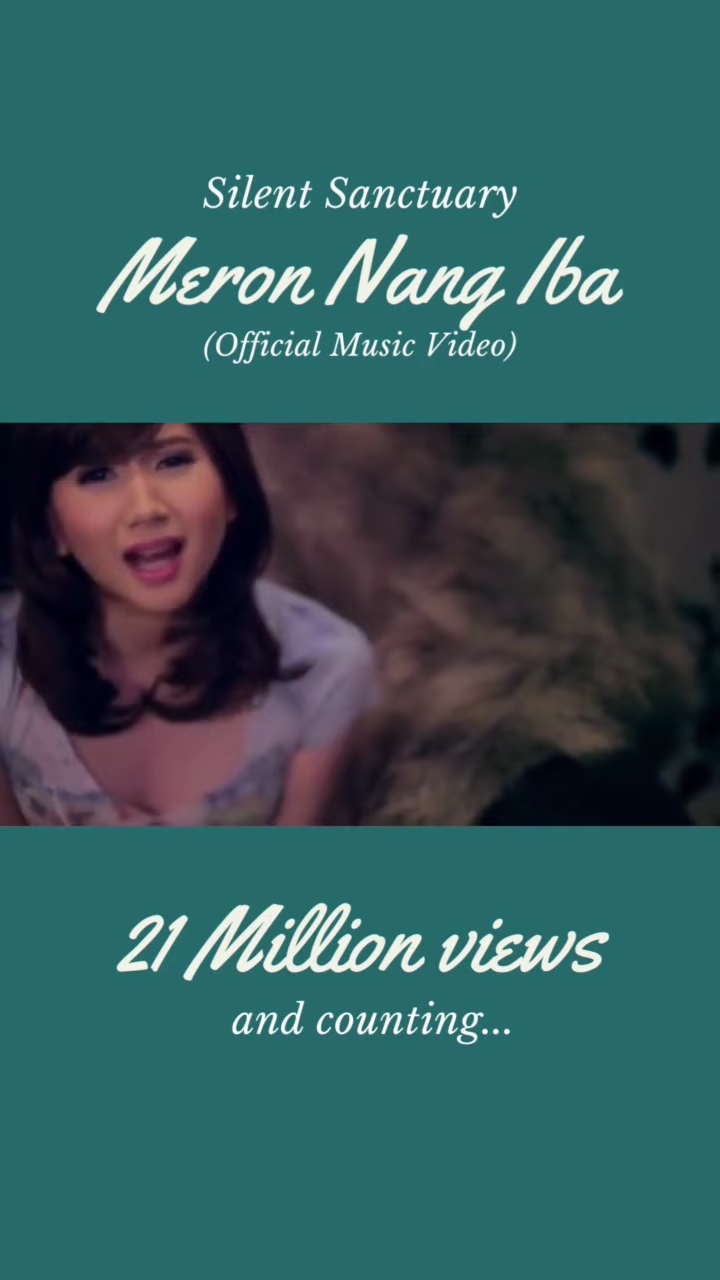 Silent Sanctuary
Meron Nang Iba
(Official Music Video)
21 Million views
and counting...